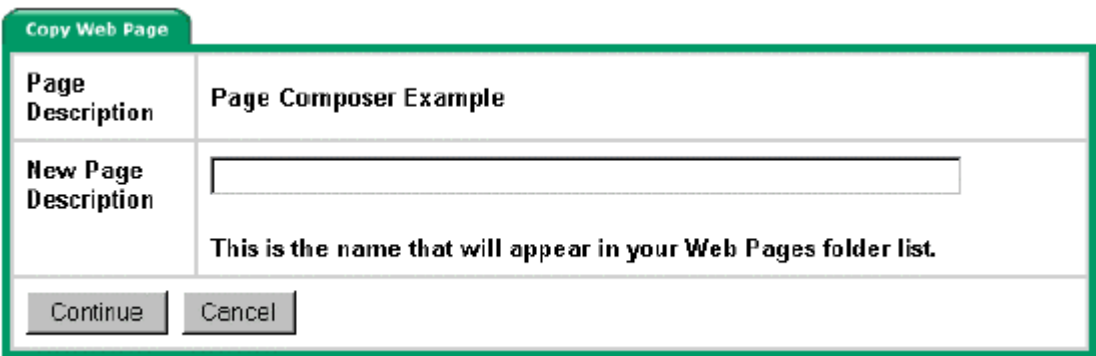 Copy Web Page
Page
Description
Page Composer Example
New Page
Description
This is the name that will appear in your Web Pages folder list.
Continue
Cancel